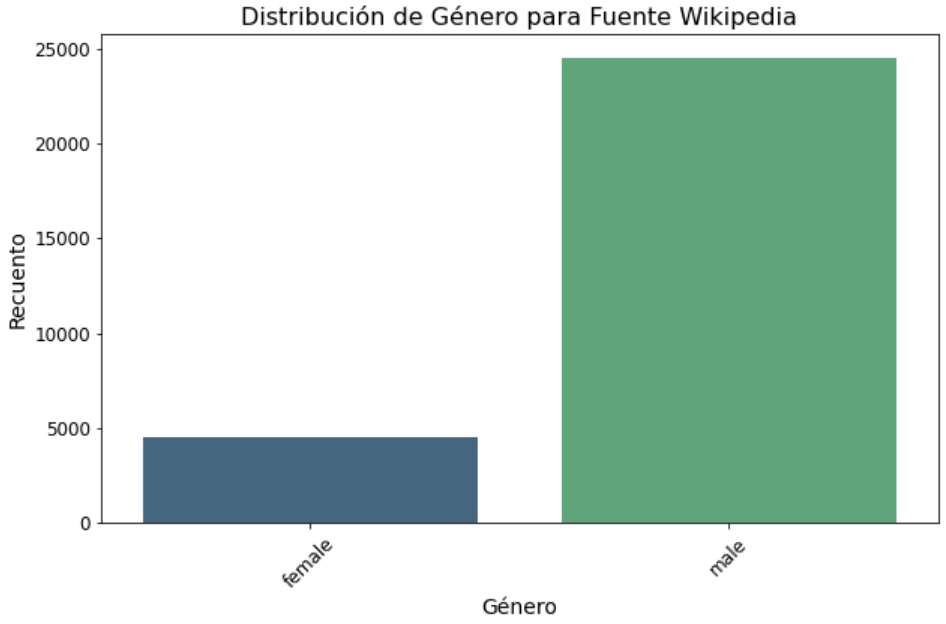 Distribución de Género para Fuente Wikipedia
25000
20000
15000
10000
5000
0
Recuento
female
male
Género